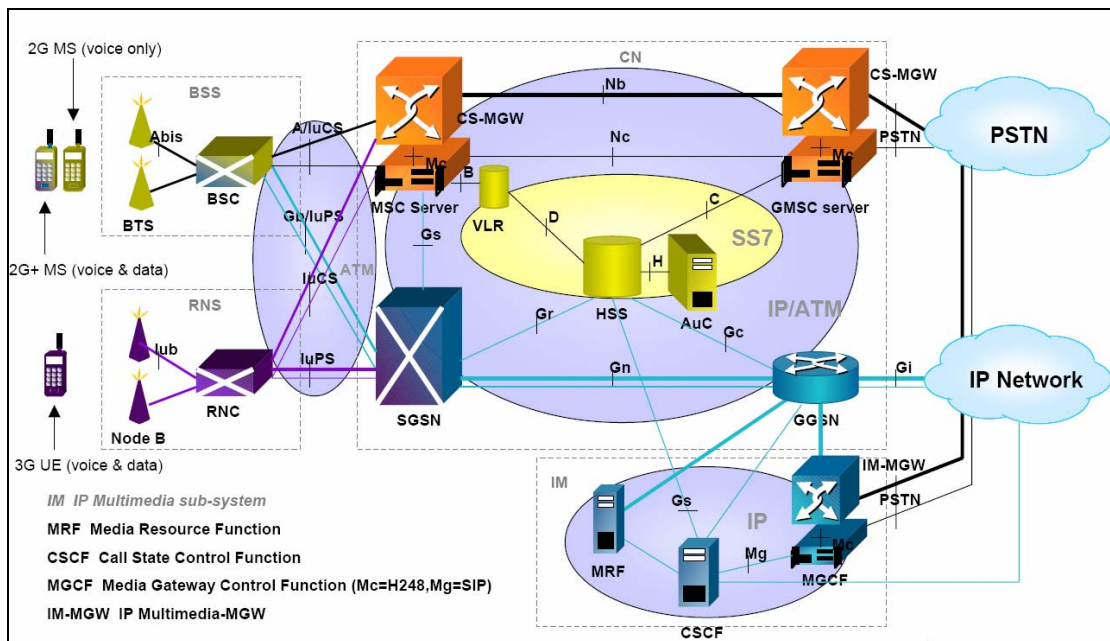 2G MS (voice only)
CN
BSS
CS-MGW
Nb
CS-MGW
A/IuCS
Abis
PSTN
PSTN
Nc
Mc
Mc
BSC
B
MSC Server
GMSC server
C
BTS
VLR
Gb/IuPS
D
SS7
Gs
H
2G+ MS (voice & data)
ATM
IuCS
HSS
AuC
IP/ATM
RNS
Gr
Gc
Iub
IuPS
Gn
Gi
IP Network
RNC
SGSN
GGSN
Node B
3G UE (voice & data)
IM-MGW
IM
PSTN
Gs
IP
Mc
Mg
MRF
MGCF
CSCF
IM IP Multimedia sub-system
MRF Media Resource Function
CSCF Call State Control Function
MGCF Media Gateway Control Function (Mc=H248,Mg=SIP)
IM-MGW IP Multimedia-MGW